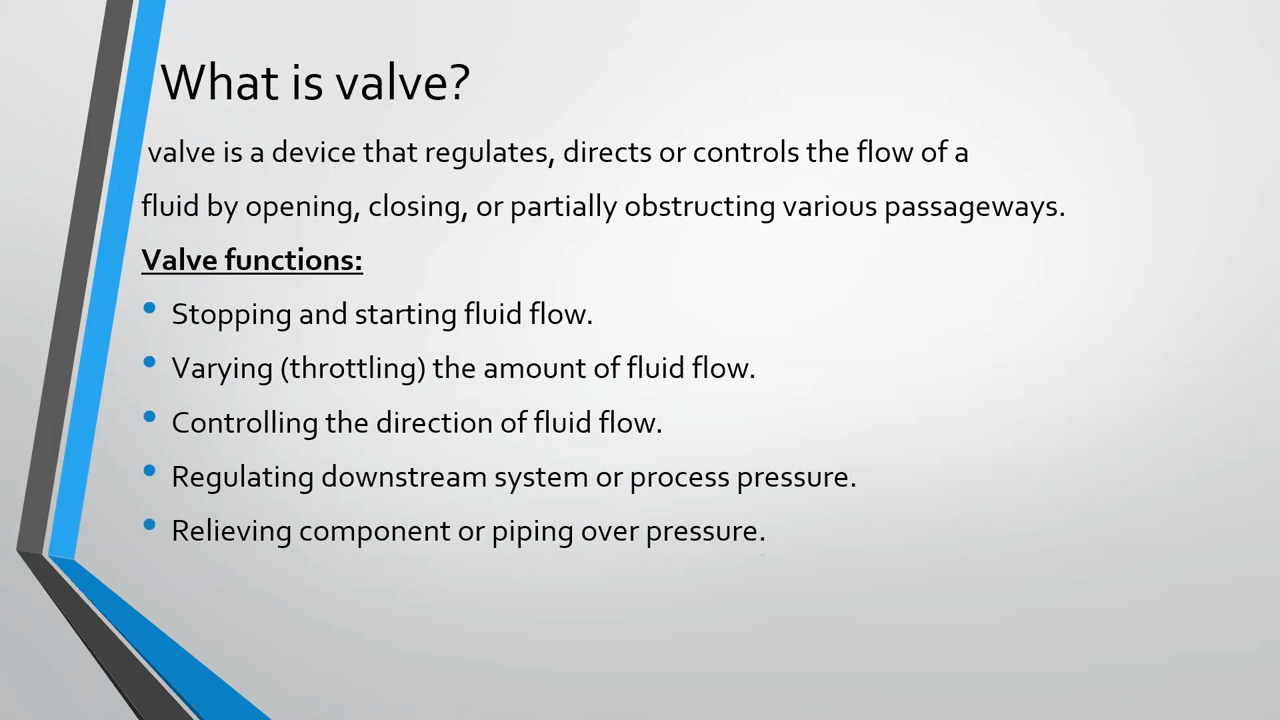 What is valve?
valve is a device that regulates, directs or controls the flow of a
fluid by opening, closing, or partially obstructing various passageways.
Valve functions:
• Stopping and starting fluid flow.
• Varying (throttling) the amount of fluid flow.
• Controlling the direction of fluid flow.
• Regulating downstream system or process pressure.
• Relieving component or piping over pressure.